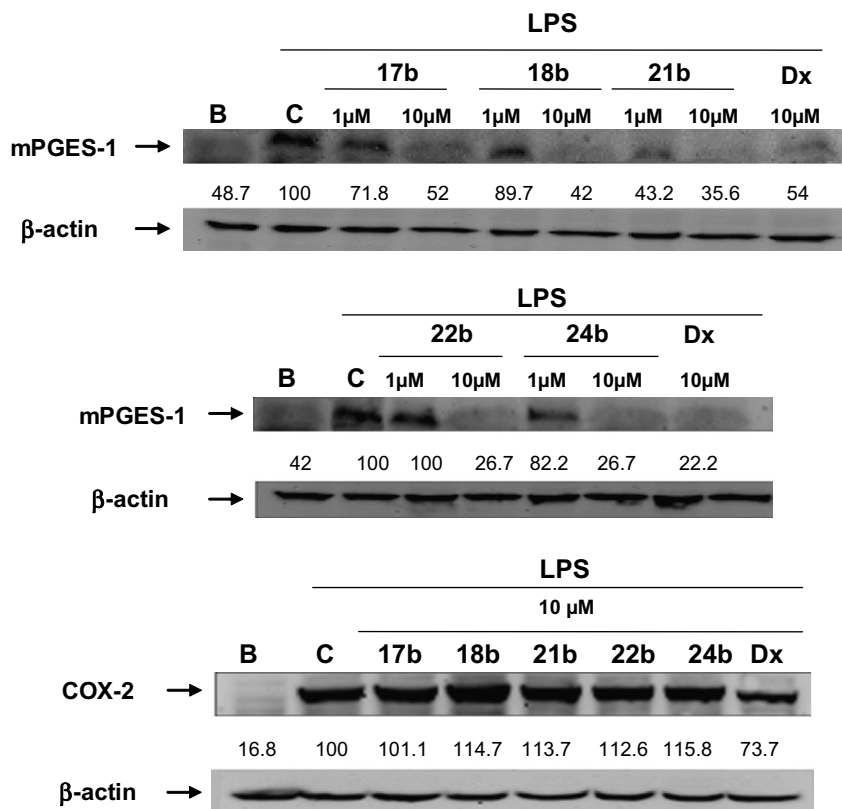 LPS
17b 18b 21b Dx
B C 1µM 10µM 1µM 10µM 1µM 10µM 10µM
mPGES-1
48.7 100 71.8 52 89.7 42 43.2 35.6 54
β-actin
LPS
22b 24b Dx
B C 1µM 10µM 1µM 10µM 10µM
mPGES-1
42 100 100 26.7 82.2 26.7 22.2
β-actin
LPS
10 µM
B C 17b 18b 21b 22b 24b Dx
COX-2
16.8 100 101.1 114.7 113.7 112.6 115.8 73.7
β-actin